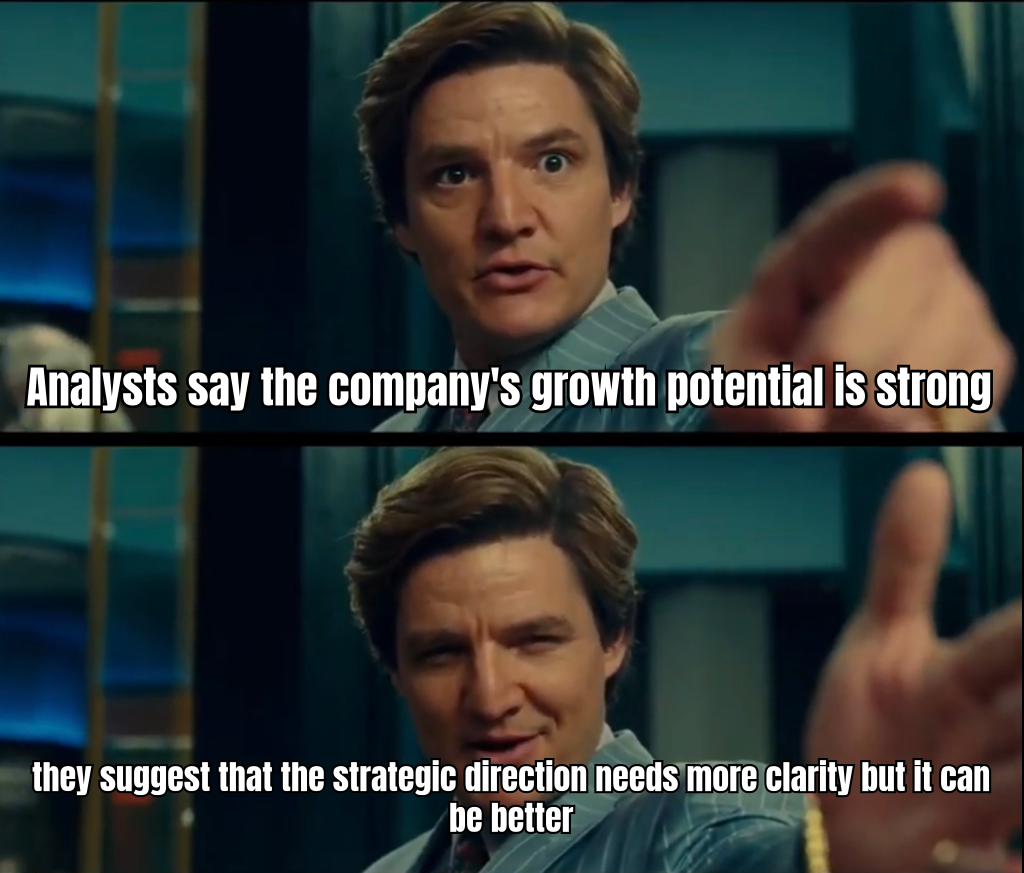 Analysts say the company's growth potential is strong
they suggest that the strategic direction needs more clarity but it can
be better